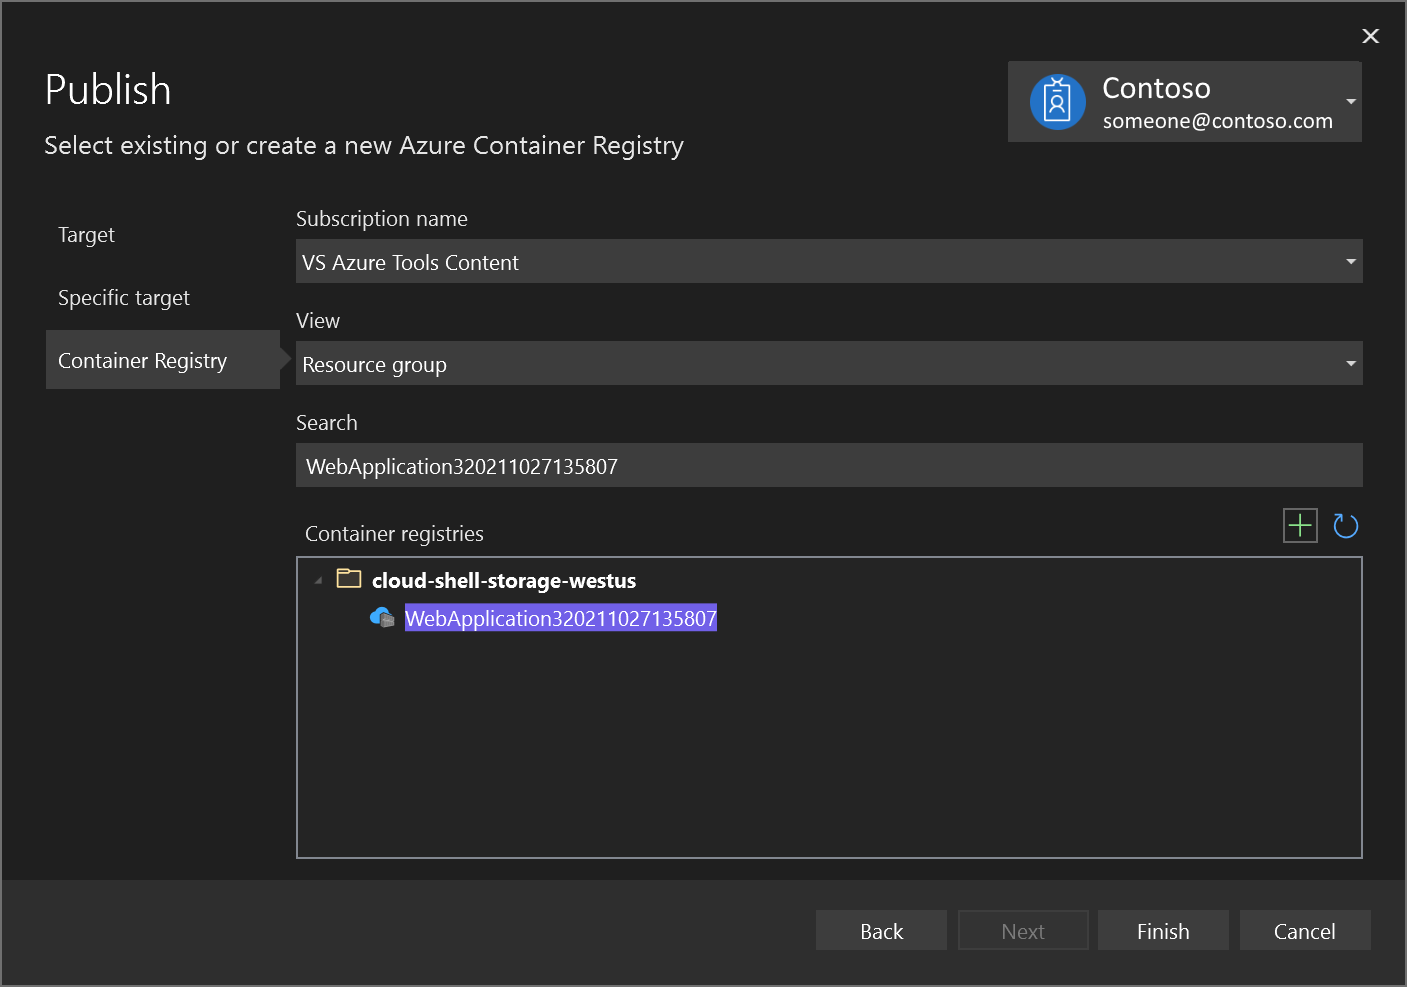 Publish
Select existing or create a new Azure Container Registry
Contoso
someone@contoso.com
Target
Specific target
Container Registry
Subscription name
VS Azure Tools Content
View
Resource group
Search
WebApplication320211027135807
Container registries
cloud-shell-storage-westus
WebApplication320211027135807
Back
Next
Finish
Cancel